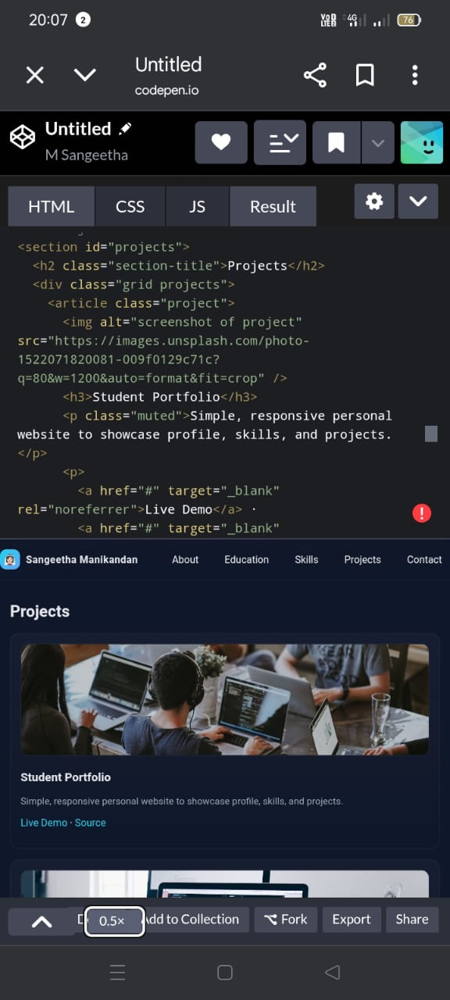 20:07 2 VoD LTE2 4G 76
Untitled
codepen.io
Untitled
M Sangeetha
HTML CSS JS Result
<section id="projects">
<h2 class="section-title">Projects</h2>
<div class="grid projects">
<article class="project">
<img alt="screenshot of project"
src="https://images.unsplash.com/photo-
1522071820081-009f0129c71c?
q=80&w=1200&auto=format&fit=crop" />
<h3>Student Portfolio</h3>
<p class="muted">Simple, responsive personal
website to showcase profile, skills, and projects.
</p>
<p>
<a href="#" target="_blank"
rel="noreferrer">Live Demo</a> ·
<a href="#" target="_blank"
Sangeetha Manikandan About Education Skills Projects Contact
Projects
Student Portfolio
Simple, responsive personal website to showcase profile, skills, and projects.
Live Demo · Source
0.5× Add to Collection Fork Export Share